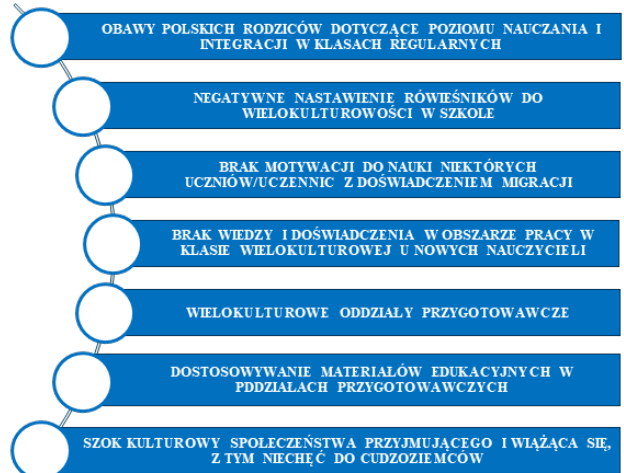 OBAWY POLSKICH RODZICÓW DOTYCZĄCE POZIOMU NAUCZANIA I
INTEGRACJI W KLASACH REGULARNYCH
NEGATYWNE NASTAWIENIE RÓWIEŚNIKÓW DO
WIELOKULTUROWOŚCI W SZKOLE
BRAK MOTYWACJI DO NAUKI NIEKTÓRYCH
UCZNIÓW/UCZENNIC Z DOŚWIADCZENIEM MIGRACJI
BRAK WIEDZY I DOŚWIADCZENIA W OBSZARZE PRACY W
KLASIE WIELOKULTUROWEJ U NOWYCH NAUCZYCIELI
WIELOKULTUROWE ODDZIAŁY PRZYGOTOWAWCZE
DOSTOSOWYWANIE MATERIAŁÓW EDUKACYJNYCH W
PDDZIAŁACH PRZYGOTOWAWCZYCH
SZOK KULTUROWY SPOŁECZEŃSTWA PRZYJMUJĄCEGO I WIĄŻĄCA SIĘ,
Z TYM NIECHĘĆ DO CUDZOZIEMCÓW